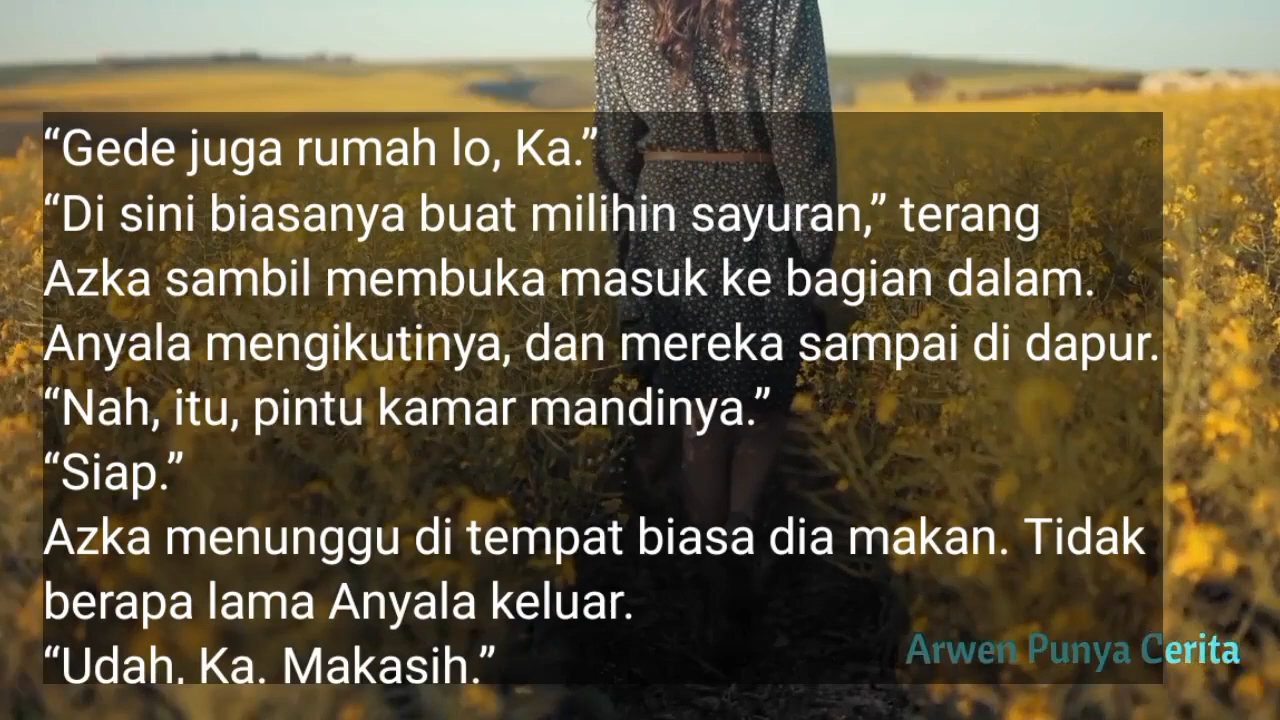 “Gede juga rumah lo, Ka.”
“Di sini biasanya buat milihin sayuran,” terang
Azka sambil membuka masuk ke bagian dalam.
Anyala mengikutinya, dan mereka sampai di dapur.
“Nah, itu, pintu kamar mandinya.”
“Siap.”
Azka menunggu di tempat biasa dia makan. Tidak
berapa lama Anyala keluar.
“Udah, Ka. Makasih.”
Arwen Punya Cerita